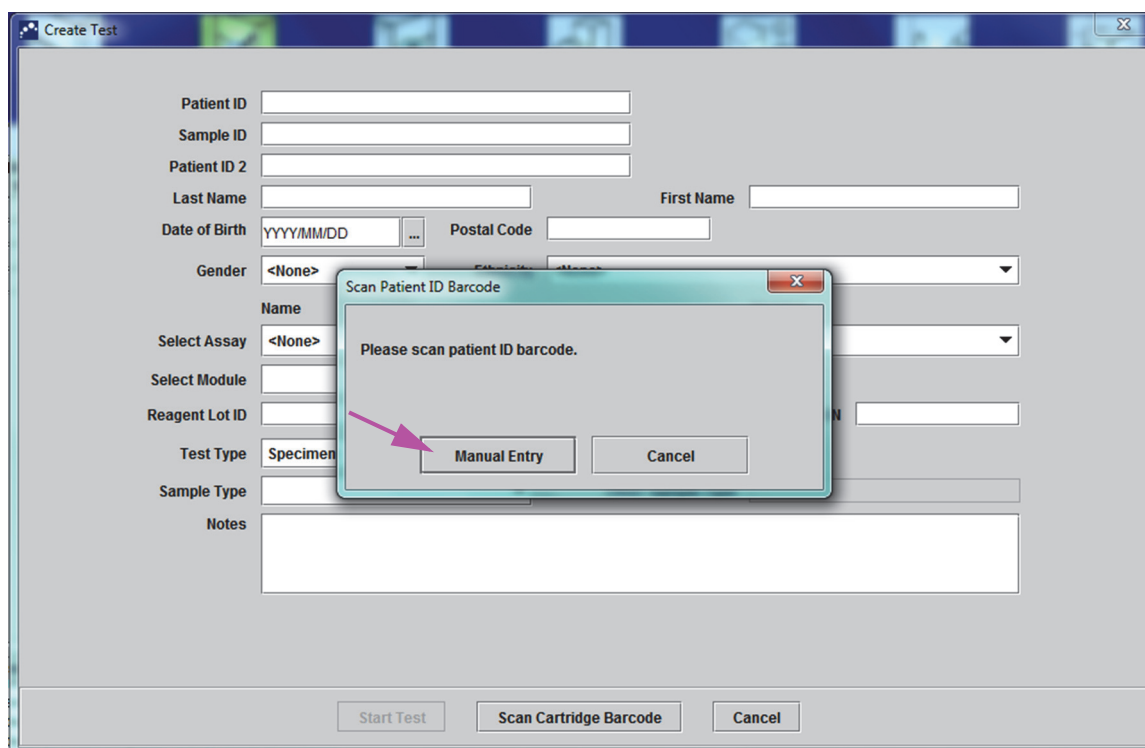 Create Test
Patient ID
Sample ID
Patient ID 2
Last Name First Name
Date of Birth YYYY/MM/DD ... Postal Code
Gender <None>
Scan Patient ID Barcode
Name
Select Assay <None>
Please scan patient ID barcode.
Select Module
Reagent Lot ID N
Test Type Specimen
Manual Entry Cancel
Sample Type
Notes
Start Test Scan Cartridge Barcode Cancel